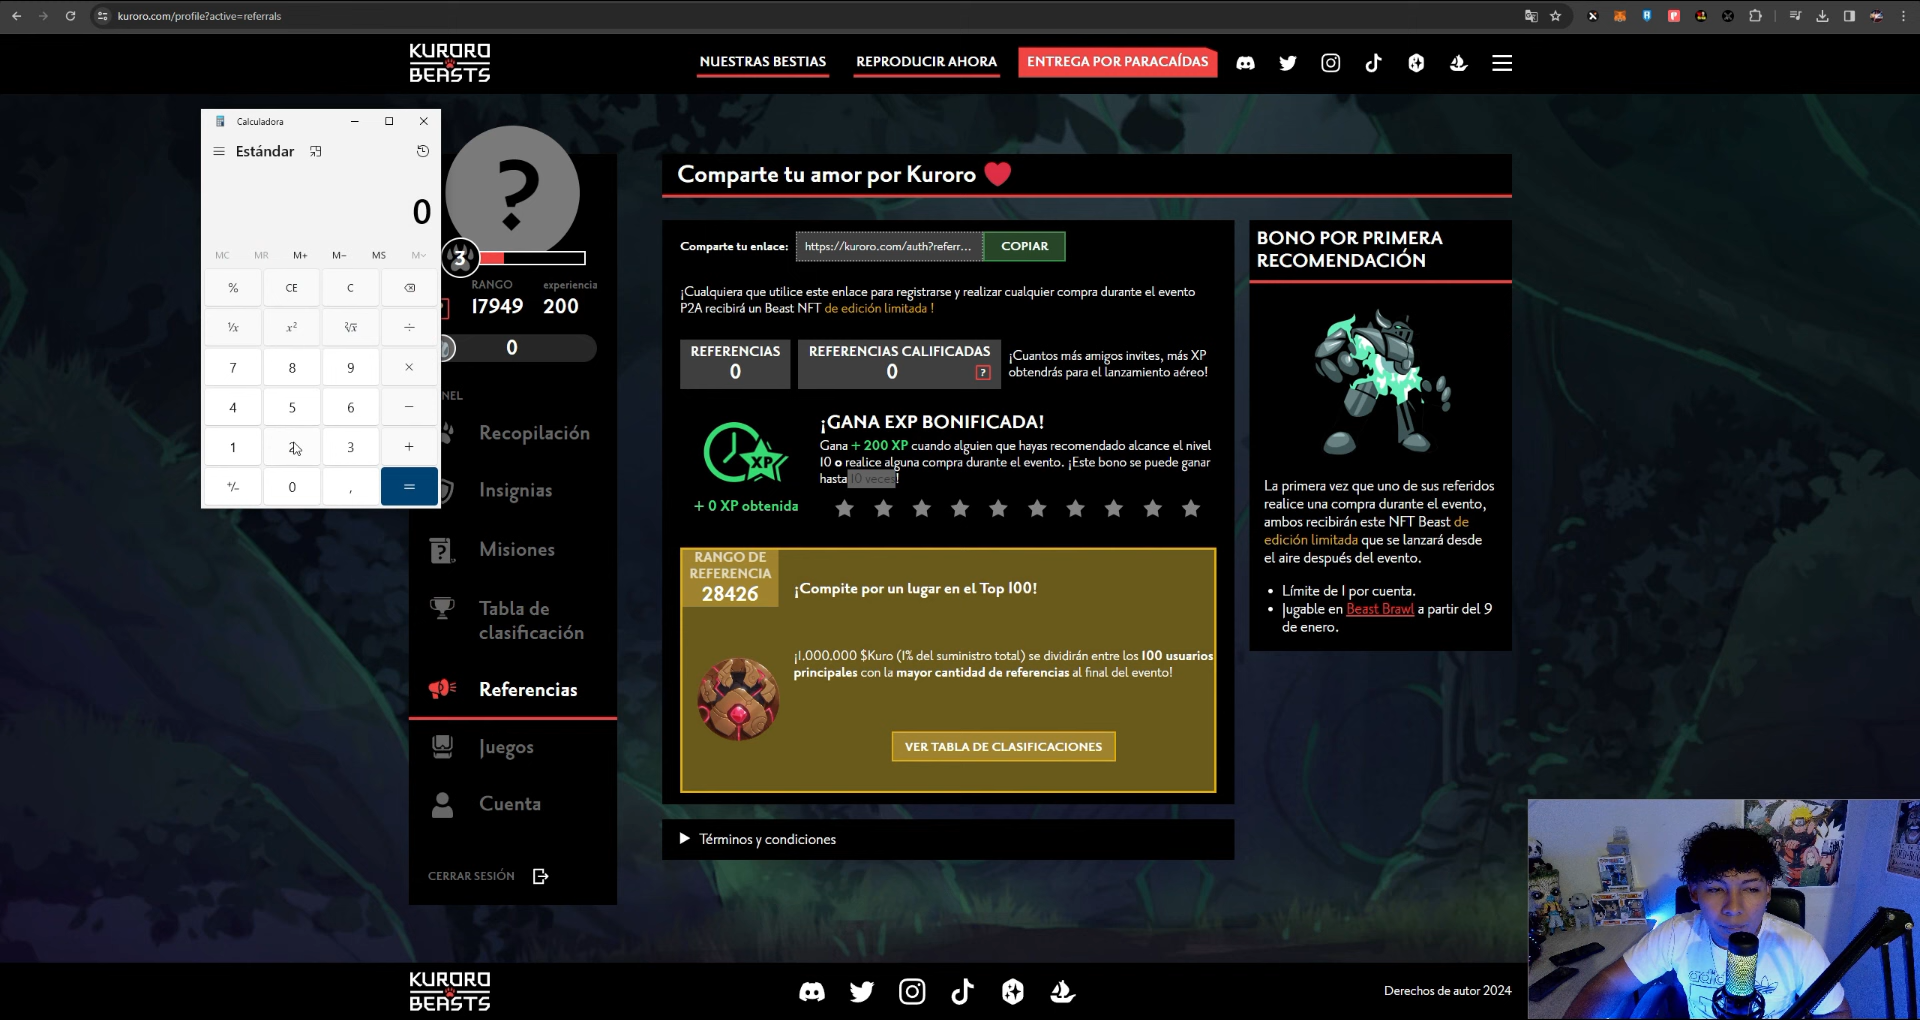 kuroro.com/profile?active=referrals
KURORO
BEASTS
NUESTRAS BESTIAS
REPRODUCIR AHORA
ENTREGA POR PARACAÍDAS
Calculadora
Estándar
0
MC MR M+ M− MS M˅
% CE C
¹/x x² ²√x ÷
7 8 9 ×
4 5 6 −
1 2 3 +
+/− 0 , =
?
3
RANGO experiencia
17949 200
0
NEL
Recopilación
Insignias
Misiones
Tabla de
clasificación
Referencias
Juegos
Cuenta
CERRAR SESIÓN
Comparte tu amor por Kuroro
Comparte tu enlace: https://kuroro.com/auth?referr... COPIAR
¡Cualquiera que utilice este enlace para registrarse y realizar cualquier compra durante el evento
P2A recibirá un Beast NFT de edición limitada !
REFERENCIAS
0
REFERENCIAS CALIFICADAS
0 ?
¡Cuantos más amigos invites, más XP
obtendrás para el lanzamiento aéreo!
XP
+ 0 XP obtenida
¡GANA EXP BONIFICADA!
Gana + 200 XP cuando alguien que hayas recomendado alcance el nivel
10 o realice alguna compra durante el evento. ¡Este bono se puede ganar
hasta 10 veces!
RANGO DE
REFERENCIA
28426
¡Compite por un lugar en el Top 100!
¡1.000.000 $Kuro (1% del suministro total) se dividirán entre los 100 usuarios
principales con la mayor cantidad de referencias al final del evento!
VER TABLA DE CLASIFICACIONES
Términos y condiciones
BONO POR PRIMERA
RECOMENDACIÓN
La primera vez que uno de sus referidos
realice una compra durante el evento,
ambos recibirán este NFT Beast de
edición limitada que se lanzará desde
el aire después del evento.
• Límite de 1 por cuenta.
• Jugable en Beast Brawl a partir del 9
de enero.
KURORO
BEASTS
Derechos de autor 2024
adidas